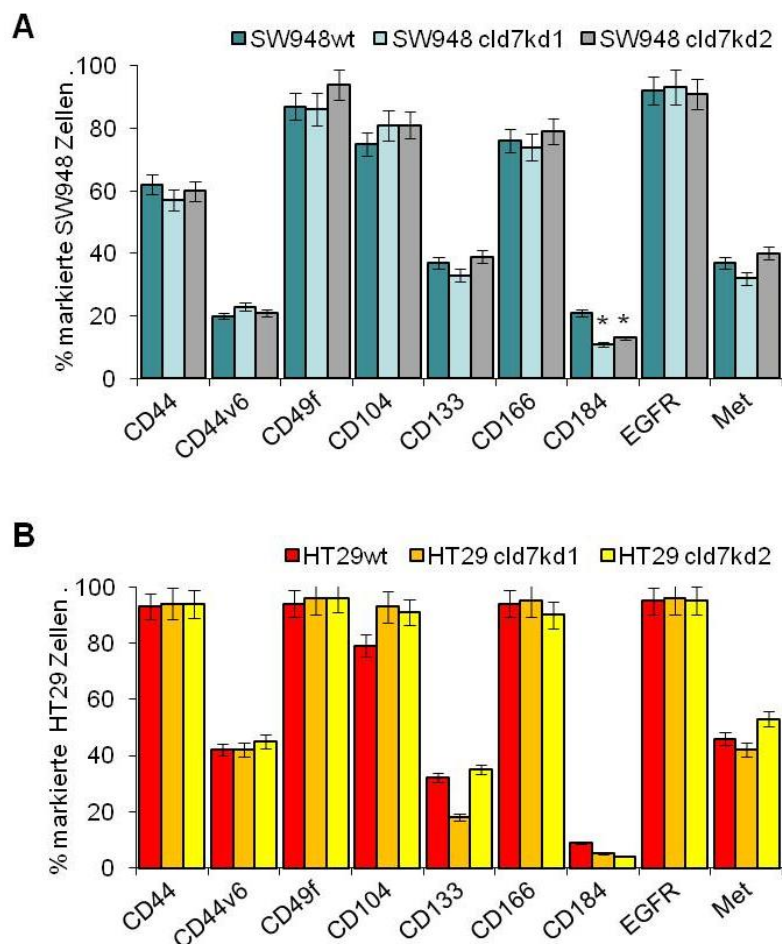 A
SW948wt SW948 cld7kd1 SW948 cld7kd2
% markierte SW948 Zellen .
100
80
60
40
20
0
CD44 CD44v6 CD49f CD104 CD133 CD166 CD184 EGFR Met
* *
B
HT29wt HT29 cld7kd1 HT29 cld7kd2
% markierte HT29 Zellen .
100
80
60
40
20
0
CD44 CD44v6 CD49f CD104 CD133 CD166 CD184 EGFR Met